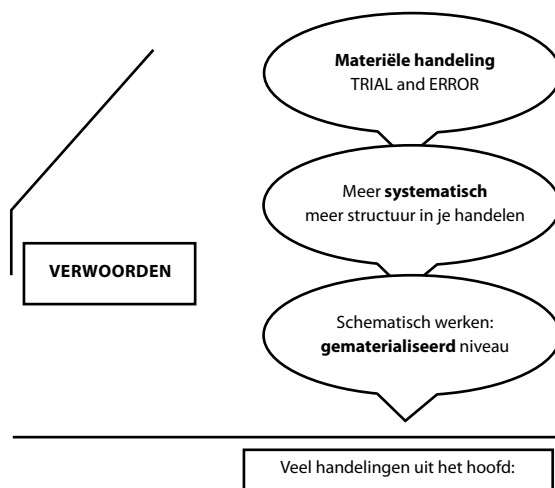 Materiële handeling
TRIAL and ERROR
Meer systematisch
meer structuur in je handelen
VERWOORDEN
Schematisch werken:
gematerialiseerd niveau
Veel handelingen uit het hoofd: